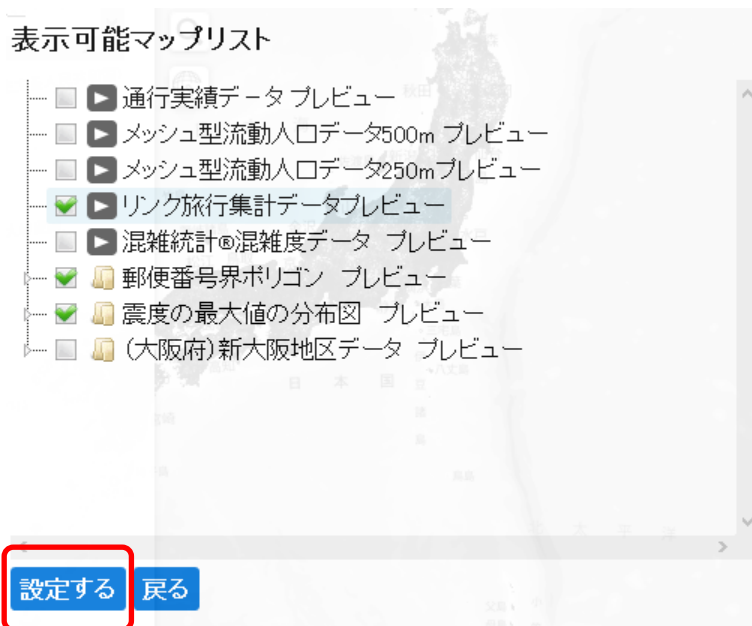 表示可能マップリスト
通行実績データ プレビュー
メッシュ型流動人口データ500m プレビュー
メッシュ型流動人口データ250mプレビュー
リンク旅行集計データプレビュー
混雑統計®混雑度データ プレビュー
郵便番号界ポリゴン プレビュー
震度の最大値の分布図 プレビュー
(大阪府)新大阪地区データ プレビュー
日 本 国
設定する 戻る